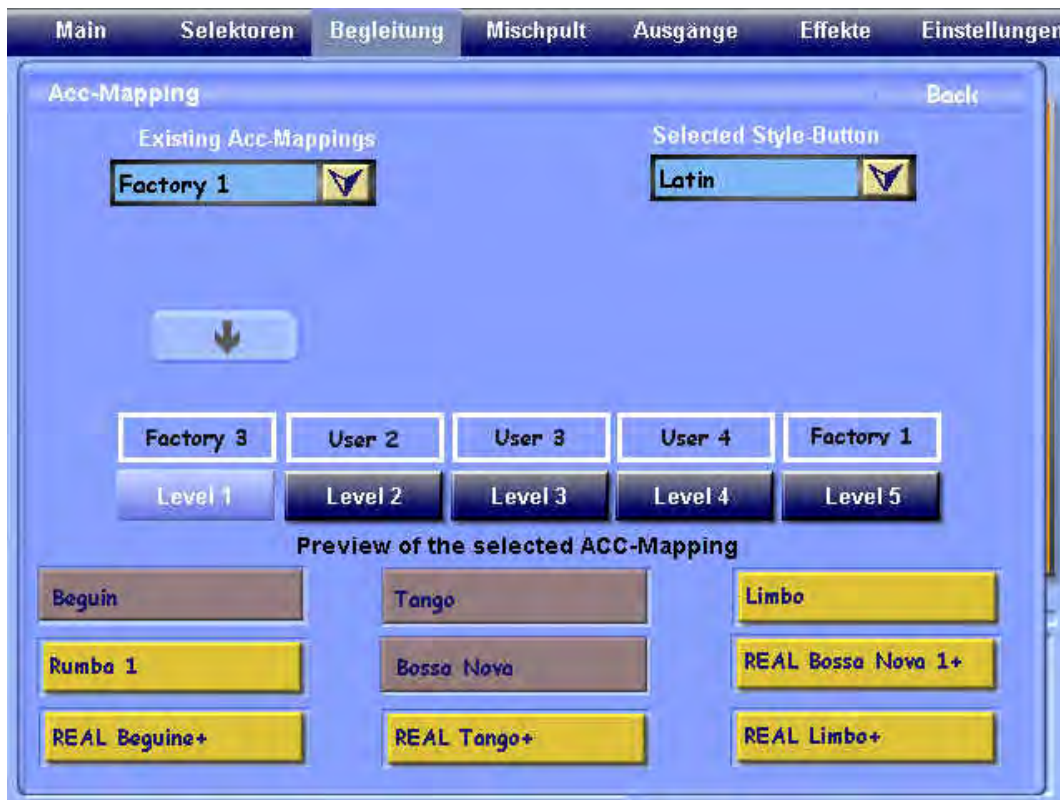 Main Selektoren Begleitung Mischpult Ausgänge Effekte Einstellungen
Acc-Mapping Back
Existing Acc-Mappings Selected Style-Button
Factory 1 Latin
Factory 3 User 2 User 3 User 4 Factory 1
Level 1 Level 2 Level 3 Level 4 Level 5
Preview of the selected ACC-Mapping
Beguin Tango Limbo
Rumba 1 Bossa Nova REAL Bossa Nova 1+
REAL Beguine+ REAL Tango+ REAL Limbo+